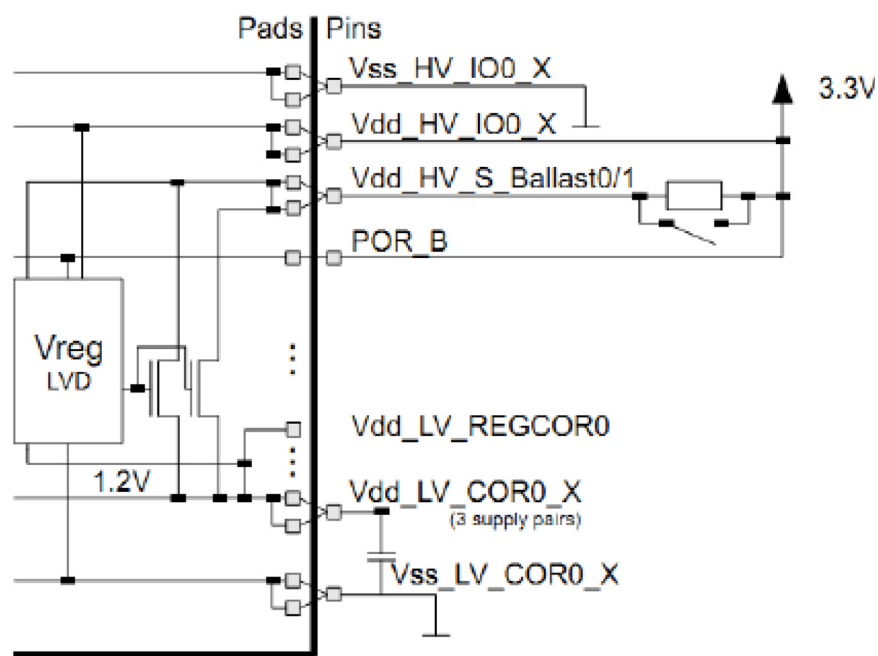 Pads Pins
Vss_HV_IO0_X
3.3V
Vdd_HV_IO0_X
Vdd_HV_S_Ballast0/1
POR_B
Vreg
LVD
Vdd_LV_REGCOR0
1.2V
Vdd_LV_COR0_X
(3 supply pairs)
Vss_LV_COR0_X